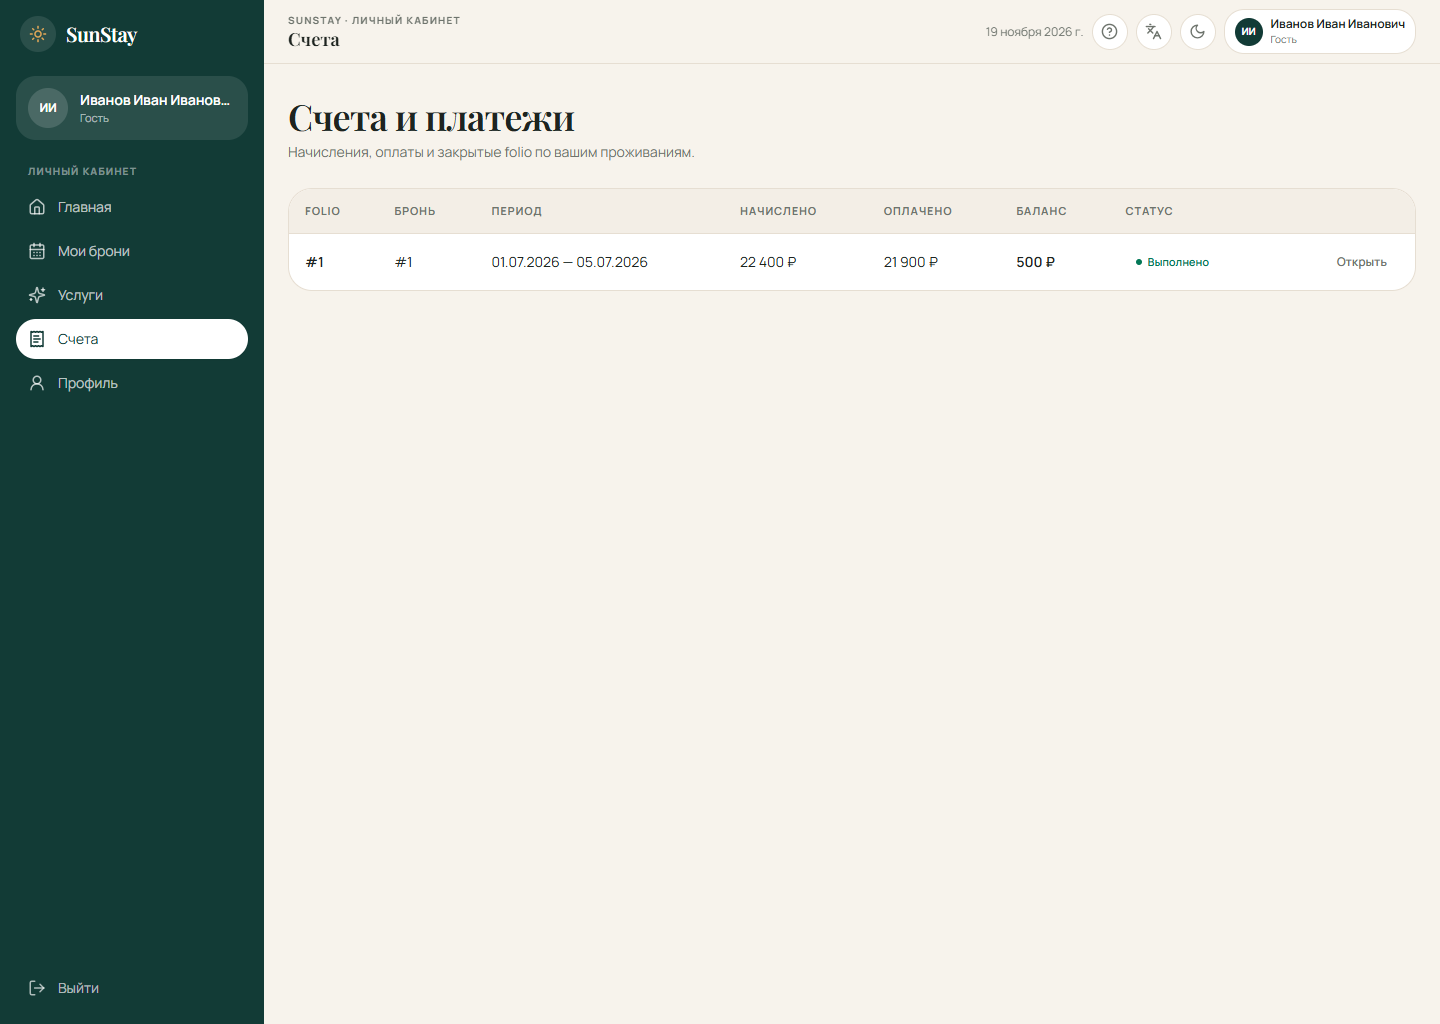 SunStay
ИИ
Иванов Иван Иванов...
Гость
ЛИЧНЫЙ КАБИНЕТ
Главная
Мои брони
Услуги
Счета
Профиль
Выйти
SUNSTAY · ЛИЧНЫЙ КАБИНЕТ
Счета
19 ноября 2026 г.
ИИ
Иванов Иван Иванович
Гость
Счета и платежи
Начисления, оплаты и закрытые folio по вашим проживаниям.
FOLIO БРОНЬ ПЕРИОД НАЧИСЛЕНО ОПЛАЧЕНО БАЛАНС СТАТУС
#1 #1 01.07.2026 — 05.07.2026 22 400 ₽ 21 900 ₽ 500 ₽ Выполнено Открыть